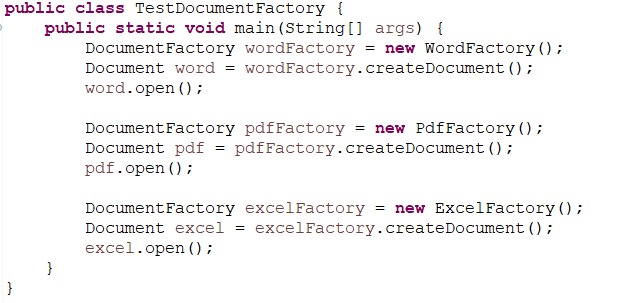 public class TestDocumentFactory {
    public static void main(String[] args) {
        DocumentFactory wordFactory = new WordFactory();
        Document word = wordFactory.createDocument();
        word.open();

        DocumentFactory pdfFactory = new PdfFactory();
        Document pdf = pdfFactory.createDocument();
        pdf.open();

        DocumentFactory excelFactory = new ExcelFactory();
        Document excel = excelFactory.createDocument();
        excel.open();
    }
}